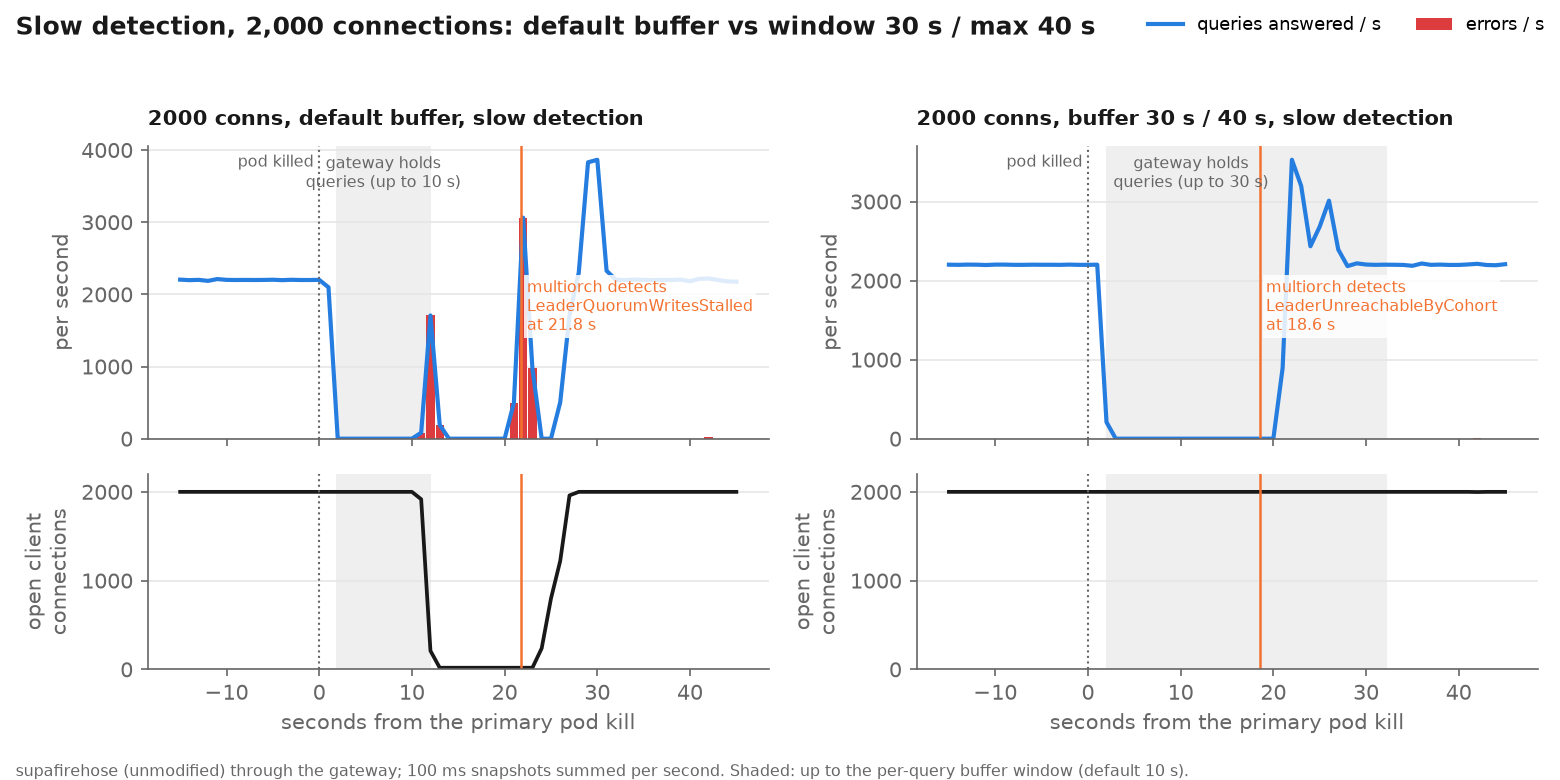 Slow detection, 2,000 connections: default buffer vs window 30 s / max 40 s
queries answered / s
errors / s
2000 conns, default buffer, slow detection
4000
3000
2000
1000
0
per second
pod killed
gateway holds
queries (up to 10 s)
multiorch detects
LeaderQuorumWritesStalled
at 21.8 s
2000
1000
0
open client
connections
−10
0
10
20
30
40
seconds from the primary pod kill
2000 conns, buffer 30 s / 40 s, slow detection
3000
2000
1000
0
per second
pod killed
gateway holds
queries (up to 30 s)
multiorch detects
LeaderUnreachableByCohort
at 18.6 s
2000
1000
0
open client
connections
−10
0
10
20
30
40
seconds from the primary pod kill
supafirehose (unmodified) through the gateway; 100 ms snapshots summed per second. Shaded: up to the per-query buffer window (default 10 s).